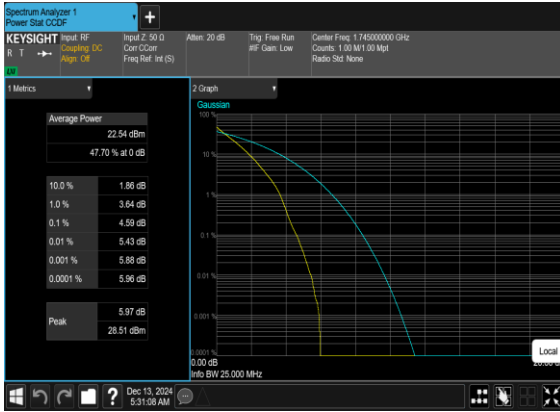 Spectrum Analyzer 1
Power Stat CCDF
KEYSIGHT
R T
Input: RF
Coupling: DC
Align: Off
Input Z: 50 Ω
Corr CCorr
Freq Ref: Int (S)
Atten: 20 dB
Trig: Free Run
#IF Gain: Low
Center Freq: 1.745000000 GHz
Counts: 1.00 M/1.00 Mpt
Radio Std: None
1 Metrics
Average Power
22.54 dBm
47.70 % at 0 dB
10.0 % 1.86 dB
1.0 % 3.64 dB
0.1 % 4.59 dB
0.01 % 5.43 dB
0.001 % 5.88 dB
0.0001 % 5.96 dB
Peak
5.97 dB
28.51 dBm
2 Graph
Gaussian
100 %
10 %
1 %
0.1 %
0.01 %
0.001 %
0.0001 %
0.00 dB
Info BW 25.000 MHz
Local
Dec 13, 2024
5:31:08 AM